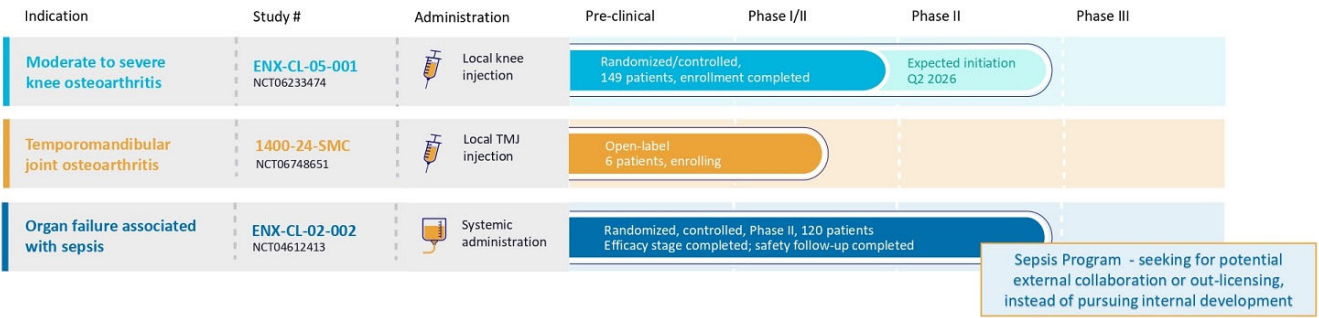 Indication Study # Administration Pre-clinical Phase I/II Phase II Phase III
Moderate to severe
knee osteoarthritis
ENX-CL-05-001
NCT06233474
Local knee
injection
Randomized/controlled,
149 patients, enrollment completed
Expected initiation
Q2 2026
Temporomandibular
joint osteoarthritis
1400-24-SMC
NCT06748651
Local TMJ
injection
Open-label
6 patients, enrolling
Organ failure associated
with sepsis
ENX-CL-02-002
NCT04612413
Systemic
administration
Randomized, controlled, Phase II, 120 patients
Efficacy stage completed; safety follow-up completed
Sepsis Program - seeking for potential
external collaboration or out-licensing,
instead of pursuing internal development